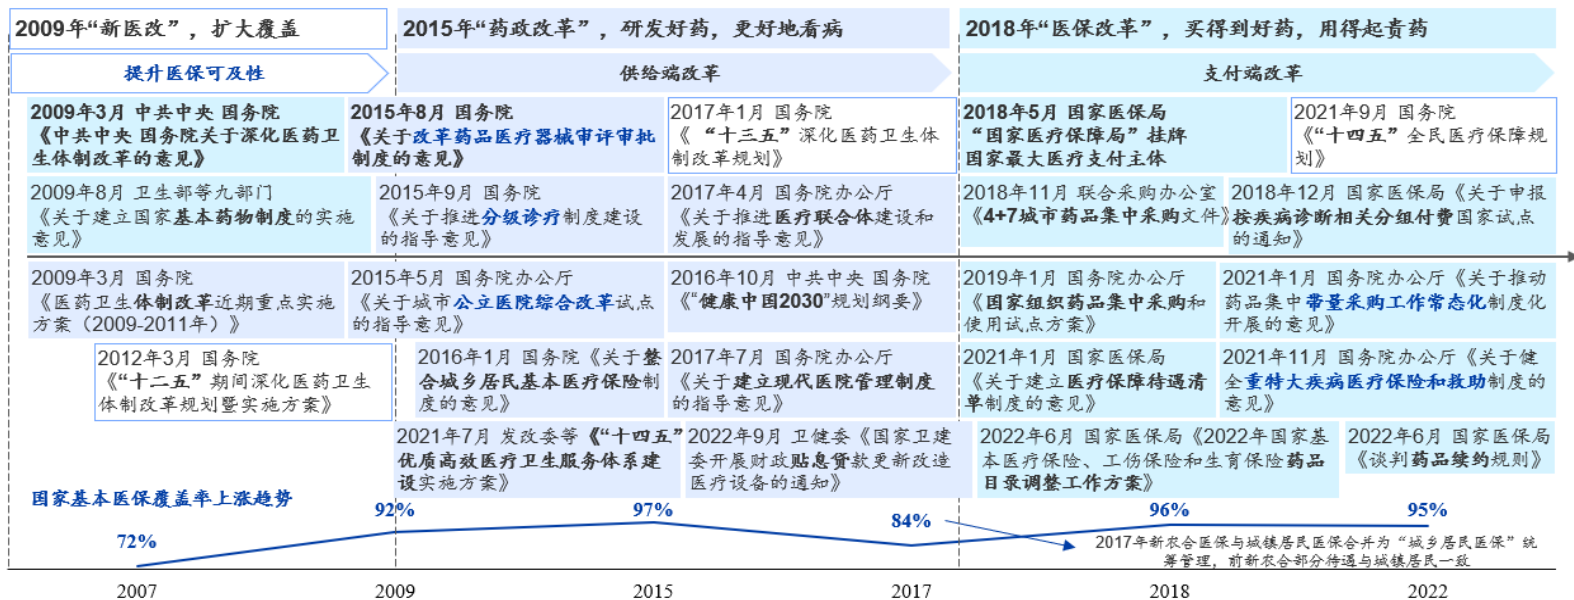 2009年“新医改”，扩大覆盖
2015年“药政改革”，研发好药，更好地看病
2018年“医保改革”，买得到好药，用得起贵药
提升医保可及性
供给端改革
支付端改革
2009年3月 中共中央 国务院
《中共中央 国务院关于深化医药卫
生体制改革的意见》
2015年8月 国务院
《关于改革药品医疗器械审评审批
制度的意见》
2017年1月 国务院
《 “十三五”深化医药卫生体
制改革规划》
2018年5月 国家医保局
“国家医疗保障局”挂牌
国家最大医疗支付主体
2021年9月 国务院
《“十四五”全民医疗保障规
划》
2009年8月 卫生部等九部门
《关于建立国家基本药物制度的实施
意见》
2015年9月 国务院
《关于推进分级诊疗制度建设
的指导意见》
2017年4月 国务院办公厅
《关于推进医疗联合体建设和
发展的指导意见》
2018年11月 联合采购办公室
《4+7城市药品集中采购文件》
2018年12月 国家医保局《关于申报
按疾病诊断相关分组付费国家试点
的通知》
2009年3月 国务院
《医药卫生体制改革近期重点实施
方案（2009-2011年）》
2015年5月 国务院办公厅
《关于城市公立医院综合改革试点
的指导意见》
2016年10月 中共中央 国务院
《“健康中国2030”规划纲要》
2019年1月 国务院办公厅
《国家组织药品集中采购和
使用试点方案》
2021年1月 国务院办公厅《关于推动
药品集中带量采购工作常态化制度化
开展的意见》
2012年3月 国务院
《“十二五”期间深化医药卫生
体制改革规划暨实施方案》
2016年1月 国务院《关于整
合城乡居民基本医疗保险制
度的意见》
2017年7月 国务院办公厅
《关于建立现代医院管理制度
的指导意见》
2021年1月 国家医保局
《关于建立医疗保障待遇清
单制度的意见》
2021年11月 国务院办公厅《关于健
全重特大疾病医疗保险和救助制度的
意见》
2021年7月 发改委等《“十四五”
优质高效医疗卫生服务体系建
设实施方案》
2022年9月 卫健委《国家卫建
委开展财政贴息贷款更新改造
医疗设备的通知》
2022年6月 国家医保局《2022年国家基
本医疗保险、工伤保险和生育保险药品
目录调整工作方案》
2022年6月 国家医保局
《谈判药品续约规则》
国家基本医保覆盖率上涨趋势
72%
92%
97%
84%
96%
95%
2017年新农合医保与城镇居民医保合并为“城乡居民医保”统
筹管理，前新农合部分待遇与城镇居民一致
2007
2009
2015
2017
2018
2022